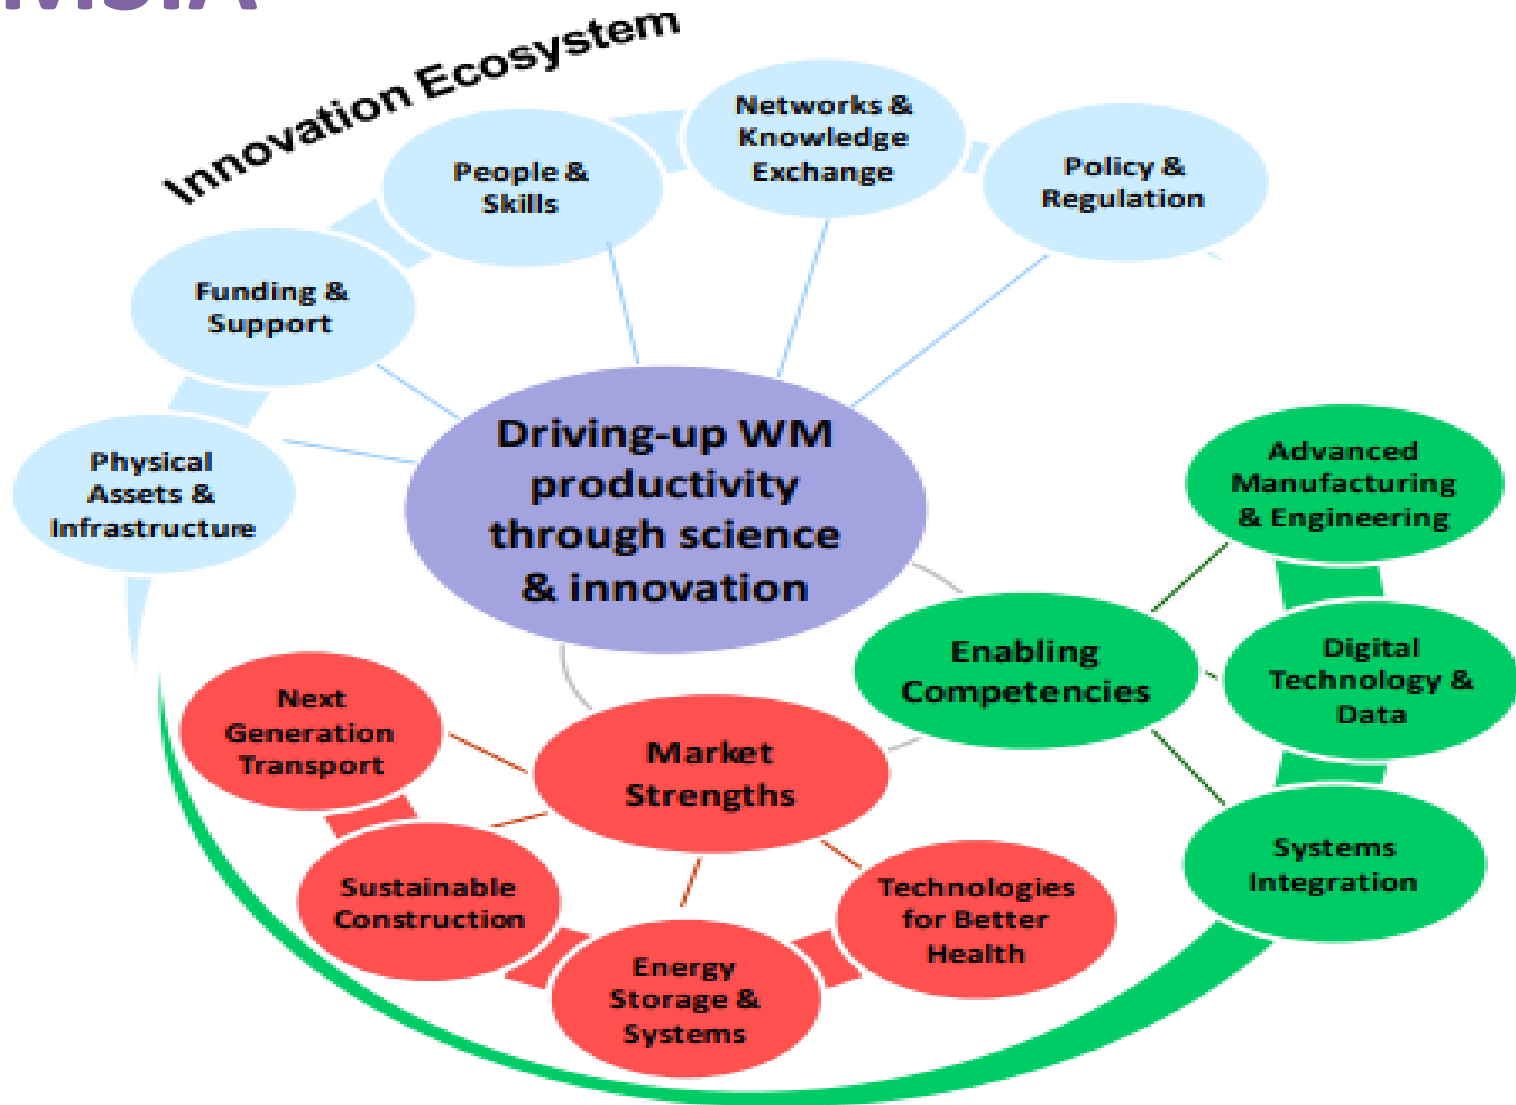 Innovation Ecosystem
Networks &
Knowledge
Exchange
People &
Skills
Policy &
Regulation
Funding &
Support
Physical
Assets &
Infrastructure
Driving-up WM
productivity
through science
& innovation
Advanced
Manufacturing
& Engineering
Enabling
Competencies
Digital
Technology &
Data
Systems
Integration
Market
Strengths
Next
Generation
Transport
Sustainable
Construction
Energy
Storage &
Systems
Technologies
for Better
Health